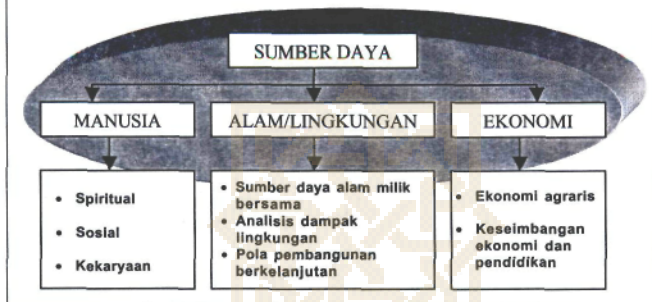 SUMBER DAYA
MANUSIA
ALAM/LINGKUNGAN
EKONOMI
• Spiritual
• Sosial
• Kekaryaan
• Sumber daya alam milik
bersama
• Analisis dampak
lingkungan
• Pola pembangunan
berkelanjutan
• Ekonomi agraris
• Keseimbangan
ekonomi dan
pendidikan